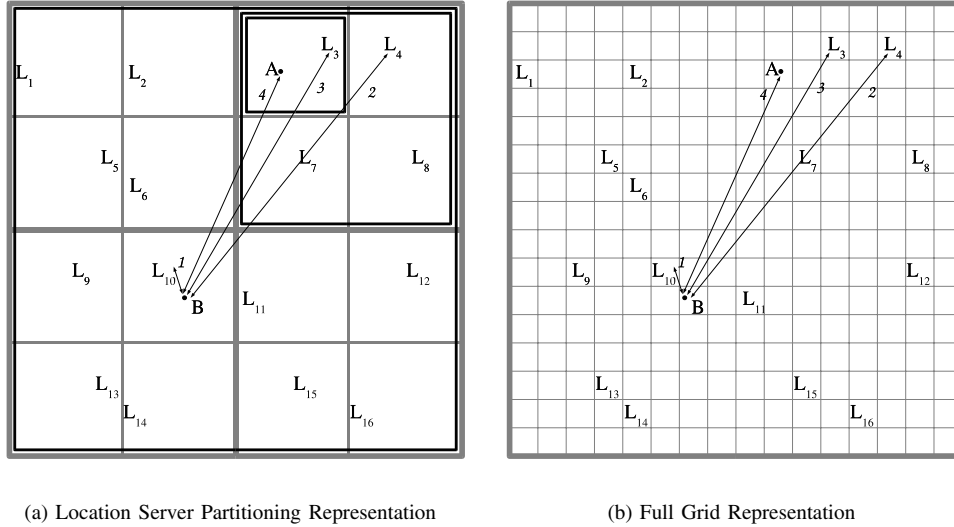 L1 L2 A L3 L4
4 3 2
L5 L6 L7 L8
L9 L10 1 B L11 L12
L13 L14 L15 L16
(a) Location Server Partitioning Representation
L1 L2 A L3 L4
4 3 2
L5 L6 L7 L8
L9 L10 1 B L11 L12
L13 L14 L15 L16
(b) Full Grid Representation